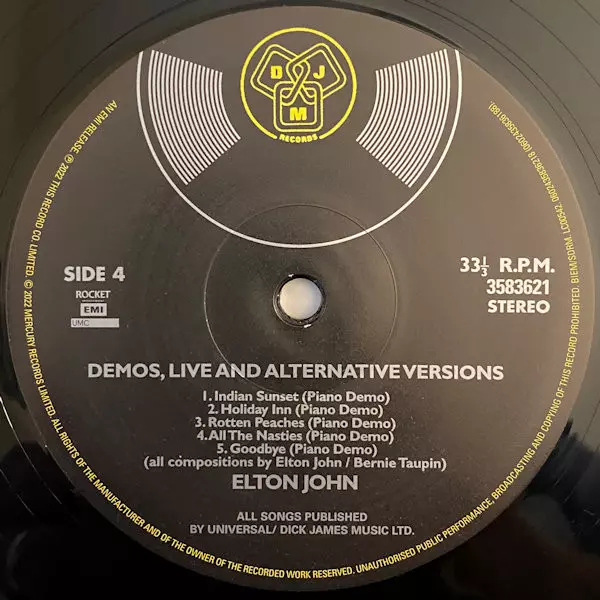 D J
M
RECORDS
SIDE 4
ROCKET
EMI
UMC
33⅓ R.P.M.
3583621
STEREO
DEMOS, LIVE AND ALTERNATIVE VERSIONS
1. Indian Sunset (Piano Demo)
2. Holiday Inn (Piano Demo)
3. Rotten Peaches (Piano Demo)
4. All The Nasties (Piano Demo)
5. Goodbye (Piano Demo)
(all compositions by Elton John / Bernie Taupin)
ELTON JOHN
ALL SONGS PUBLISHED
BY UNIVERSAL/ DICK JAMES MUSIC LTD.
AN EMI RELEASE. ℗ 2022 THIS RECORD CO. LIMITED. © 2022 MERCURY RECORDS LIMITED. ALL RIGHTS OF THE MANUFACTURER AND OF THE OWNER OF THE RECORDED WORK RESERVED. UNAUTHORISED PUBLIC PERFORMANCE, BROADCASTING AND COPYING OF THIS RECORD PROHIBITED. BIEM/SDRM. LC00542.